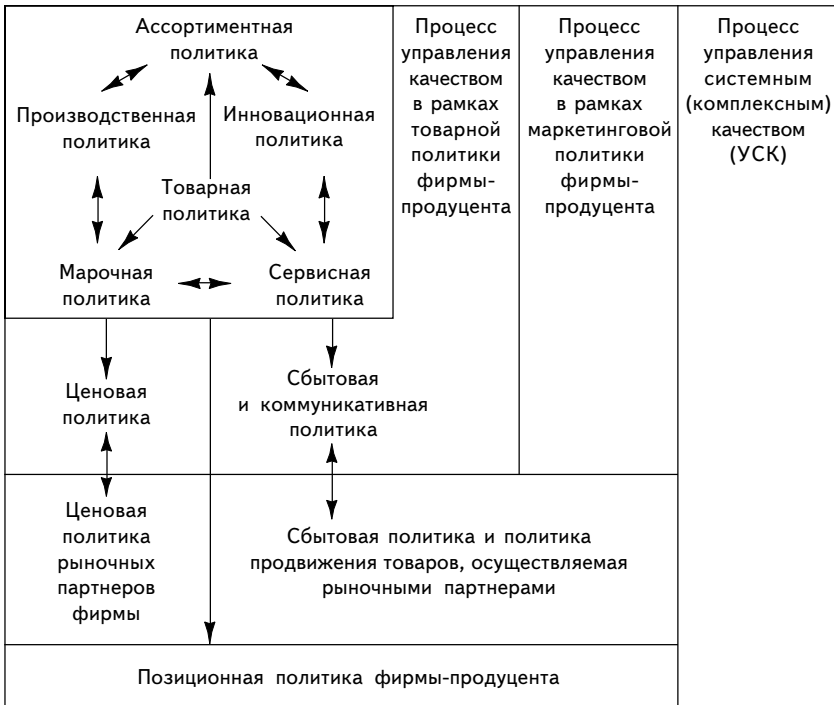 Ассортиментная
политика
Производственная
политика
Инновационная
политика
Товарная
политика
Марочная
политика
Сервисная
политика
Процесс
управления
качеством
в рамках
товарной
политики
фирмы-
продуцента
Процесс
управления
качеством
в рамках
маркетинговой
политики
фирмы-
продуцента
Процесс
управления
системным
(комплексным)
качеством
(УСК)
Ценовая
политика
Сбытовая
и коммуникативная
политика
Ценовая
политика
рыночных
партнеров
фирмы
Сбытовая политика и политика
продвижения товаров, осуществляемая
рыночными партнерами
Позиционная политика фирмы-продуцента